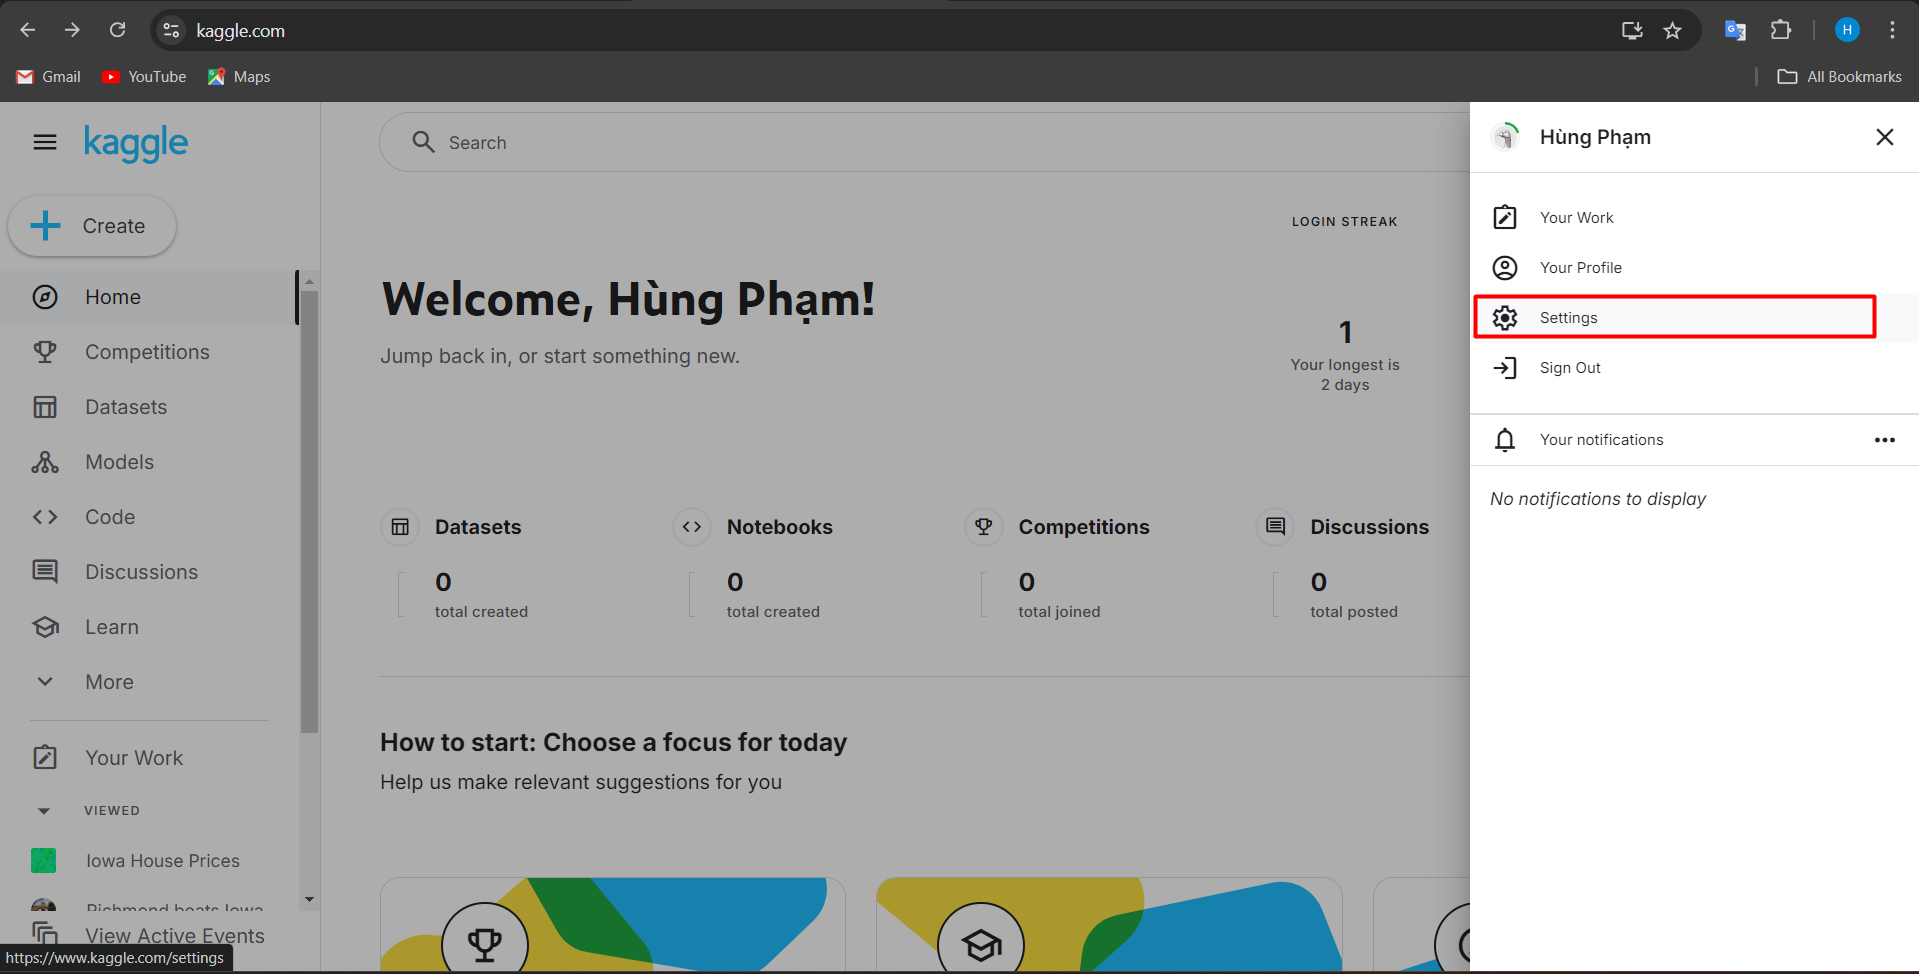 kaggle.com
H
Gmail
YouTube
Maps
All Bookmarks
kaggle
Create
Home
Competitions
Datasets
Models
Code
Discussions
Learn
More
Your Work
VIEWED
Iowa House Prices
Richmond boats Iowa
View Active Events
https://www.kaggle.com/settings
Search
LOGIN STREAK
Welcome, Hùng Phạm!
Jump back in, or start something new.
1
Your longest is
2 days
Datasets
0
total created
Notebooks
0
total created
Competitions
0
total joined
Discussions
0
total posted
How to start: Choose a focus for today
Help us make relevant suggestions for you
Hùng Phạm
Your Work
Your Profile
Settings
Sign Out
Your notifications
No notifications to display